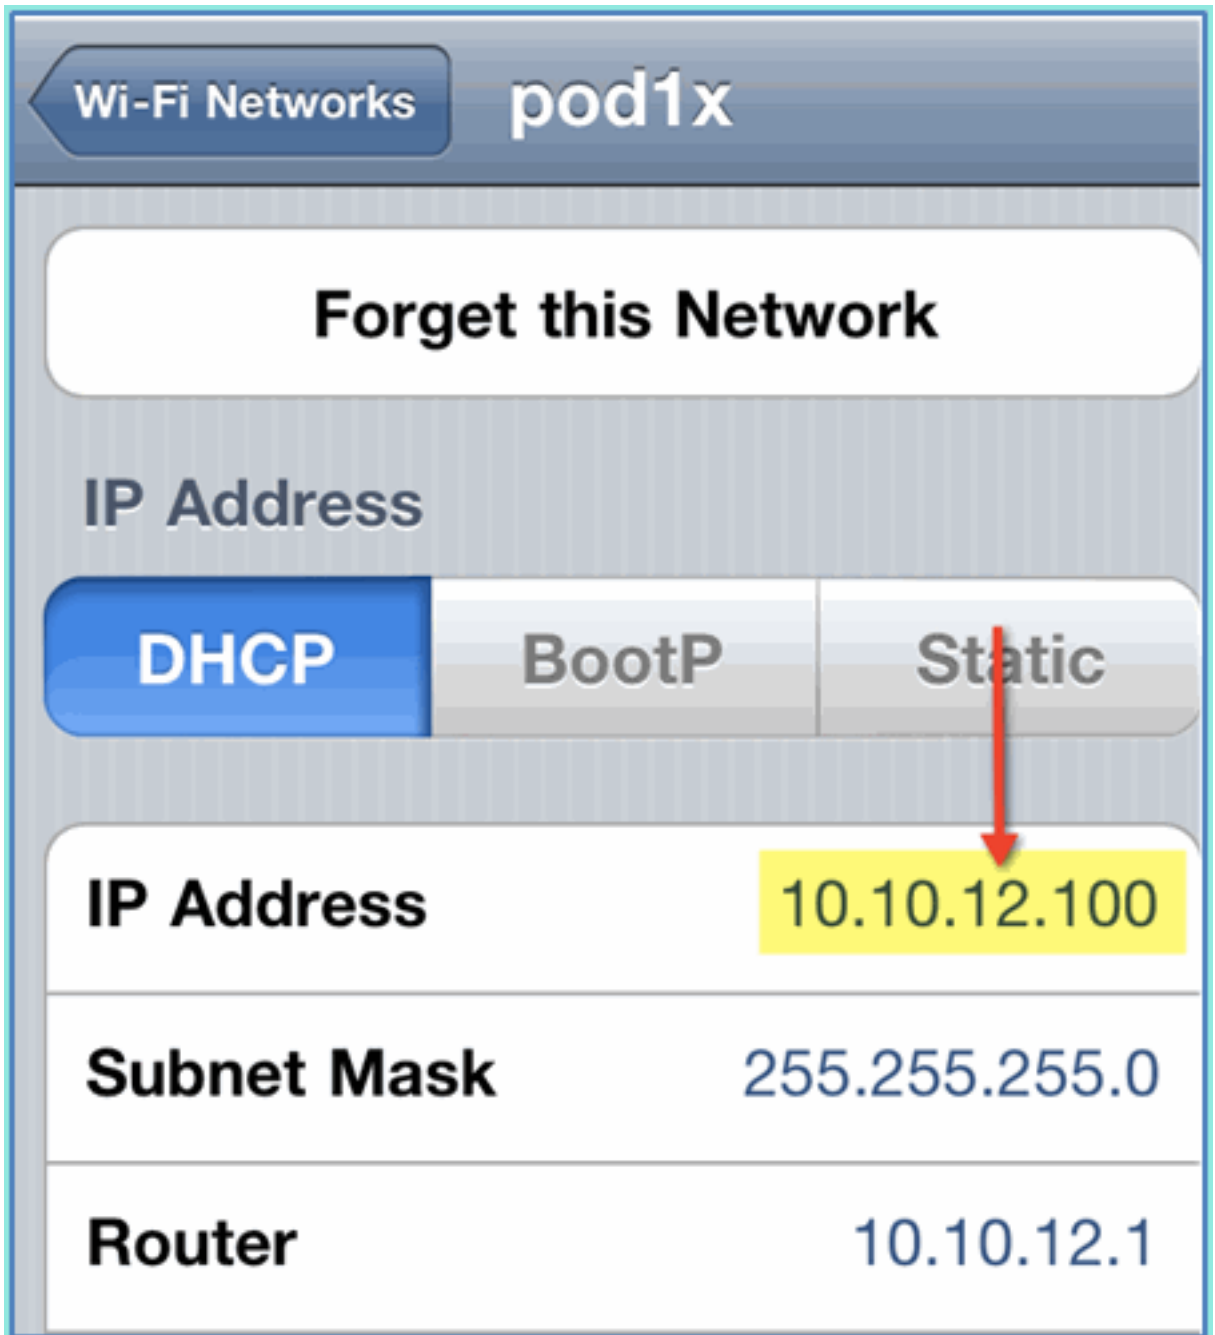 Wi-Fi Networks pod1x
Forget this Network
IP Address
DHCP BootP Static
IP Address 10.10.12.100
Subnet Mask 255.255.255.0
Router 10.10.12.1